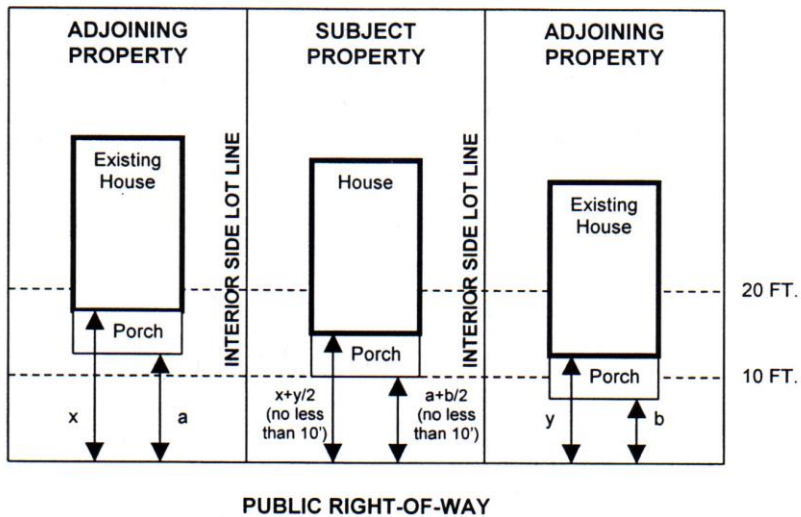 ADJOINING
PROPERTY
SUBJECT
PROPERTY
ADJOINING
PROPERTY
Existing
House
INTERIOR SIDE LOT LINE
House
INTERIOR SIDE LOT LINE
Existing
House
20 FT.
Porch
Porch
Porch
10 FT.
x
a
x+y/2
(no less
than 10')
a+b/2
(no less
than 10')
y
b
PUBLIC RIGHT-OF-WAY